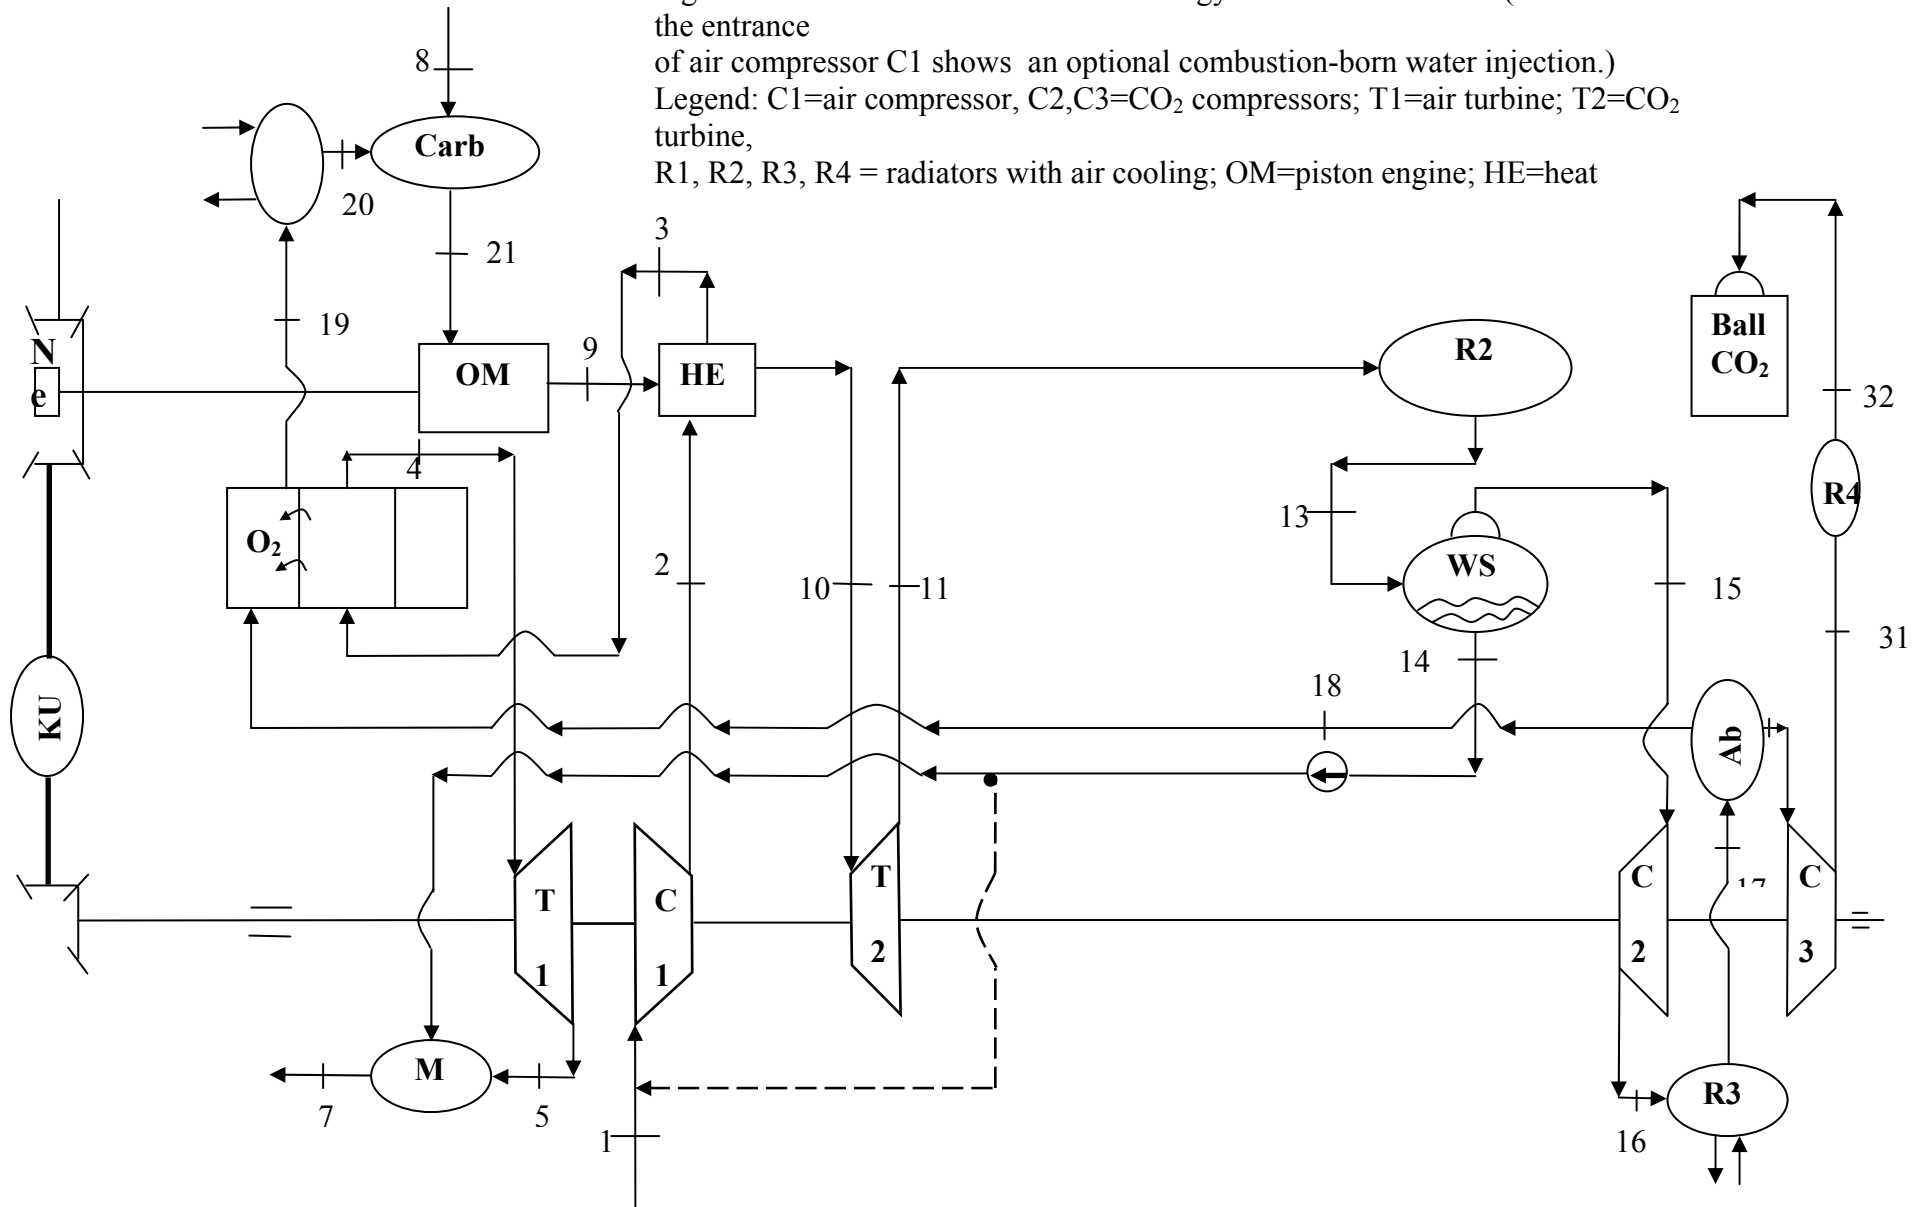 the entrance
of air compressor C1 shows an optional combustion-born water injection.)
Legend: C1=air compressor, C2,C3=CO₂ compressors; T1=air turbine; T2=CO₂
turbine,
R1, R2, R3, R4 = radiators with air cooling; OM=piston engine; HE=heat
8
Carb
20
21
3
19
N
e
OM
9
HE
R2
Ball
CO₂
32
4
R4
O₂
13
WS
2
10
11
15
14
31
18
KU
Ab
T
1
C
1
T
2
C
2
17
C
3
M
7
5
1
R3
16